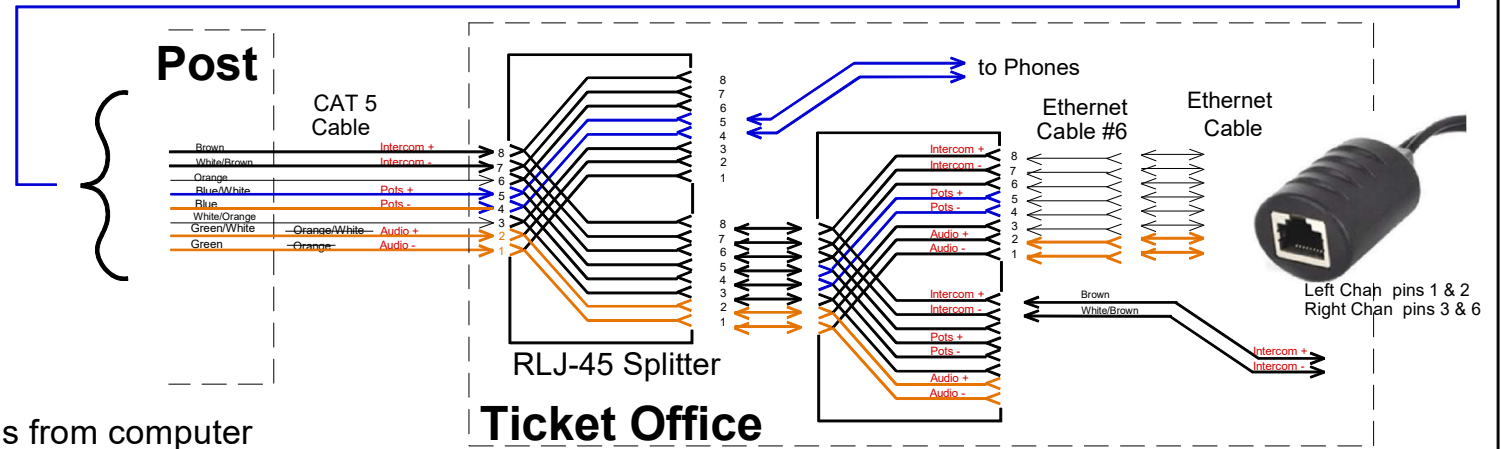 Post
CAT 5
Cable
Brown
Intercom +
White/Brown
Intercom -
Orange
Blue/White
Pots +
Blue
Pots -
White/Orange
Green/White
Orange/White
Audio +
Green
Orange
Audio -
8
7
6
5
4
3
2
1
8
7
6
5
4
3
2
1
8
7
6
5
4
3
2
1
RLJ-45 Splitter
to Phones
Ethernet
Cable #6
Ethernet
Cable
Intercom +
Intercom -
Pots +
Pots -
Audio +
Audio -
8
7
6
5
4
3
2
1
Intercom +
Intercom -
Pots +
Pots -
Audio +
Audio -
Brown
White/Brown
Intercom +
Intercom -
Left Chan pins 1 & 2
Right Chan pins 3 & 6
Ticket Office
s from computer